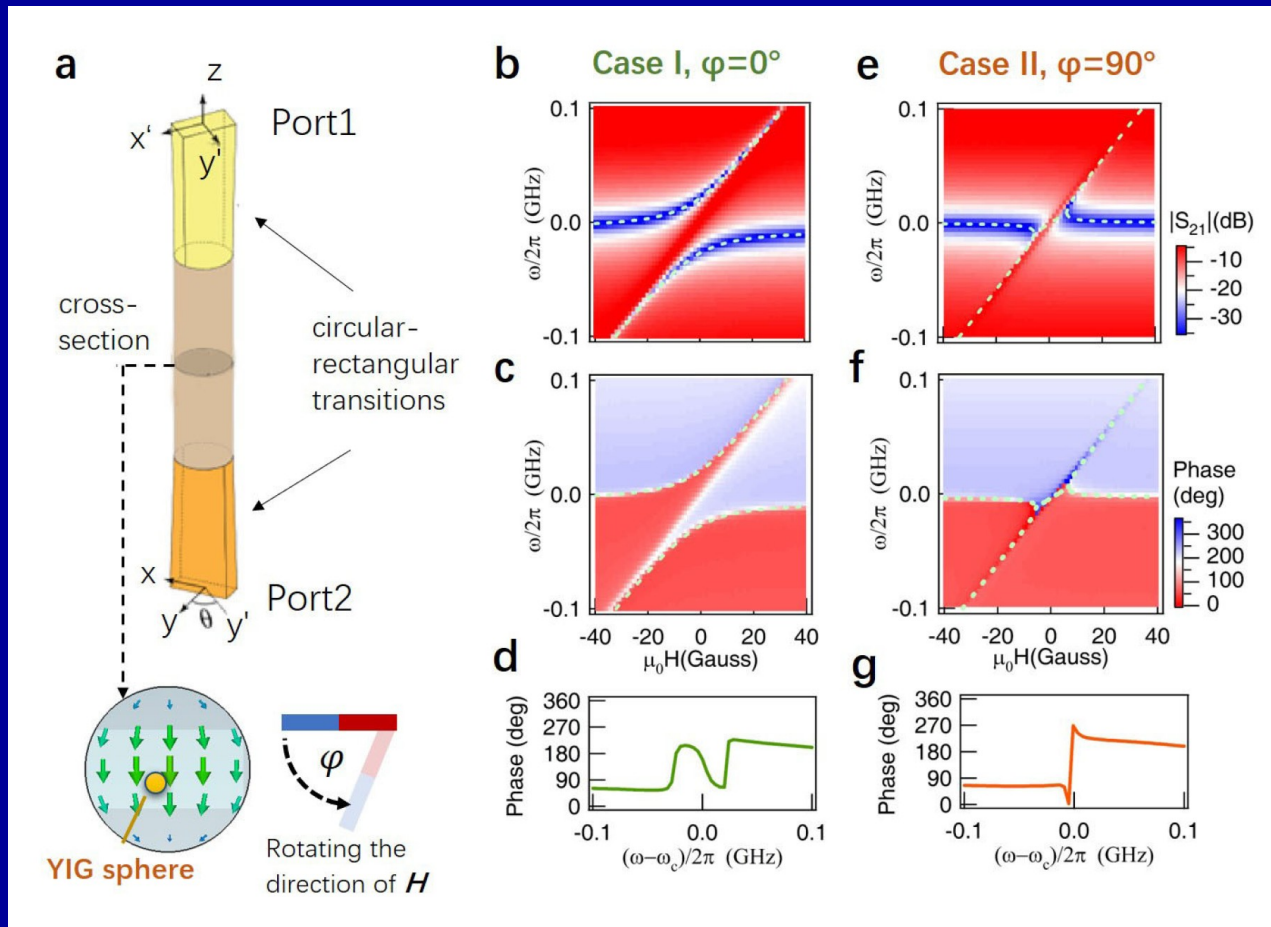 a
z
x'
y'
Port1
cross-
section
circular-
rectangular
transitions
x
y
θ
y'
Port2
YIG sphere
φ
Rotating the
direction of H
b
Case I, φ=0°
0.1
0.0
-0.1
ω/2π (GHz)
c
0.1
0.0
-0.1
ω/2π (GHz)
-40 -20 0 20 40
μ₀H(Gauss)
d
360
270
180
90
0
Phase (deg)
-0.1 0.0 0.1
(ω−ω_c)/2π (GHz)
e
Case II, φ=90°
0.1
0.0
-0.1
ω/2π (GHz)
|S₂₁|(dB)
-10
-20
-30
f
0.1
0.0
-0.1
ω/2π (GHz)
-40 -20 0 20 40
μ₀H(Gauss)
Phase
(deg)
300
200
100
0
g
360
270
180
90
0
Phase (deg)
-0.1 0.0 0.1
(ω−ω_c)/2π (GHz)